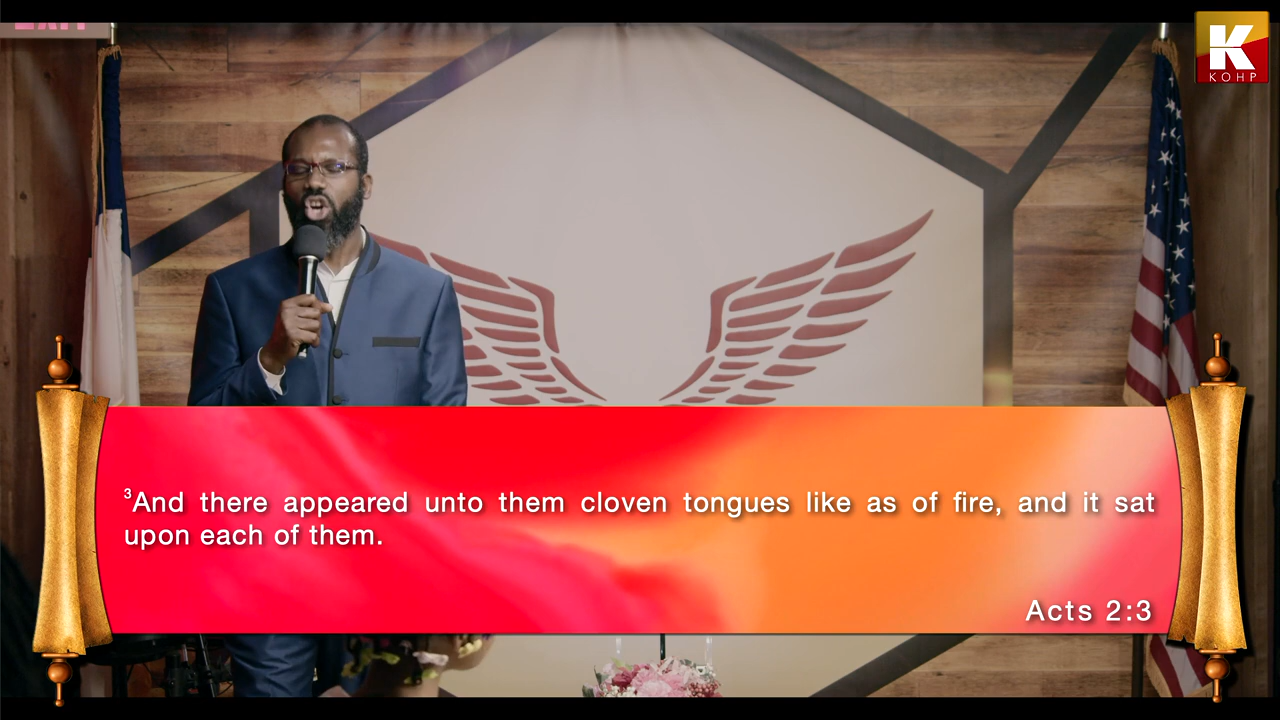 EXIT
K
KOHP
³And there appeared unto them cloven tongues like as of fire, and it sat
upon each of them.
Acts 2:3